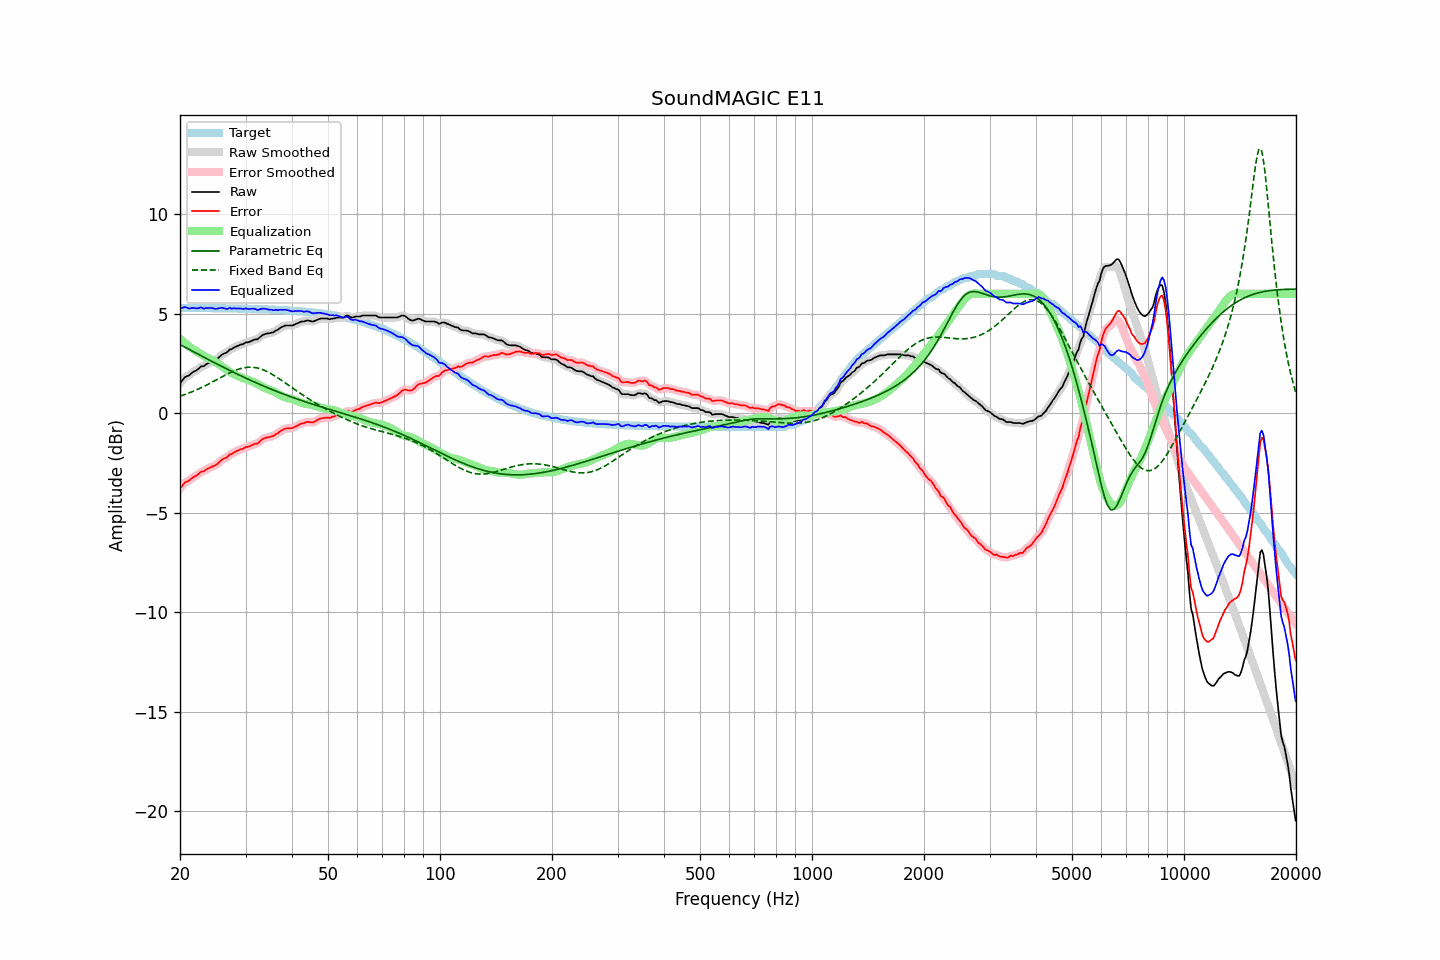 SoundMAGIC E11
Target
Raw Smoothed
Error Smoothed
Raw
Error
Equalization
Parametric Eq
Fixed Band Eq
Equalized
10
5
0
−5
−10
−15
−20
Amplitude (dBr)
20 50 100 200 500 1000 2000 5000 10000 20000
Frequency (Hz)